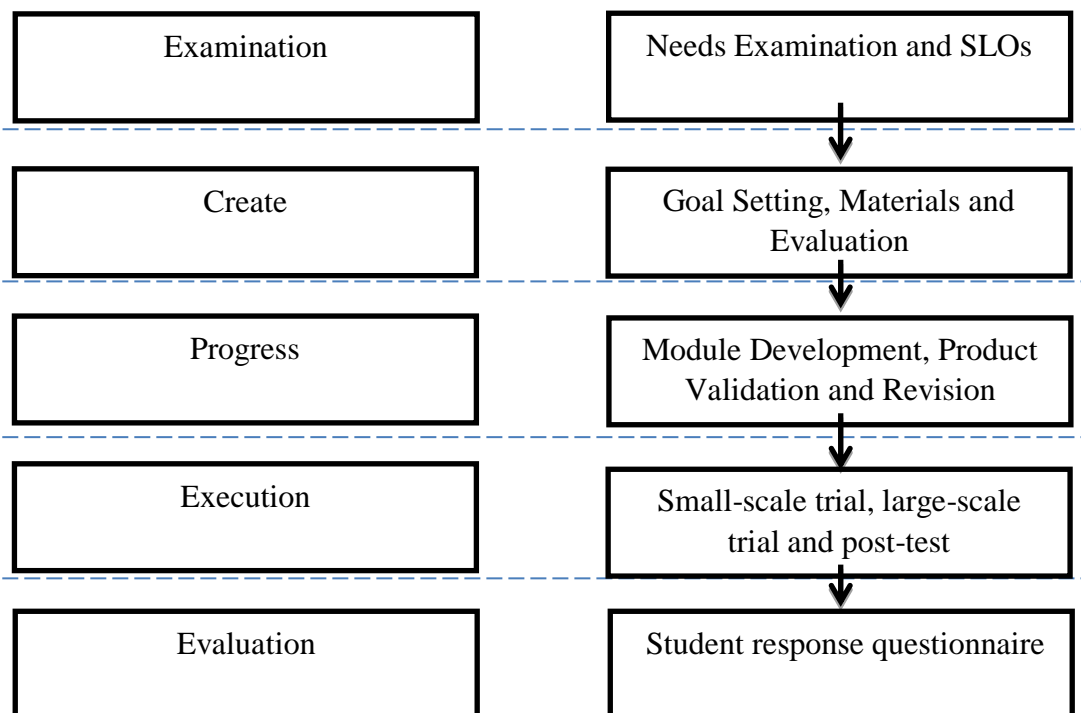 Examination
Needs Examination and SLOs
Create
Goal Setting, Materials and
Evaluation
Progress
Module Development, Product
Validation and Revision
Execution
Small-scale trial, large-scale
trial and post-test
Evaluation
Student response questionnaire